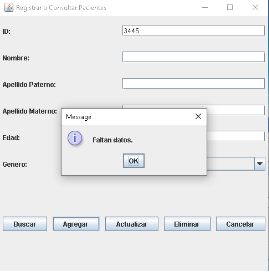 Registrar o Consultar Pacientes
ID:
3445
Nombre:
Apellido Paterno:
Apellido Materno:
Message
Edad:
Faltan datos.
Genero:
OK
Buscar Agregar Actualizar Eliminar Cancelar